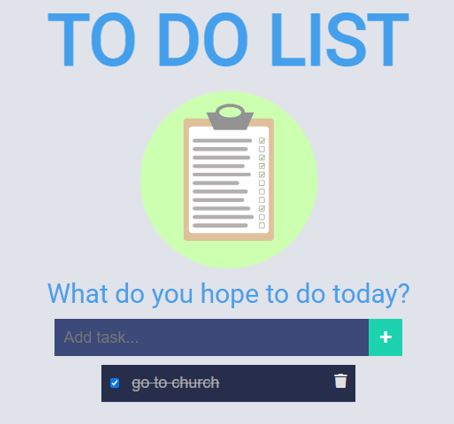 TO DO LIST
What do you hope to do today?
Add task...
+
go to church